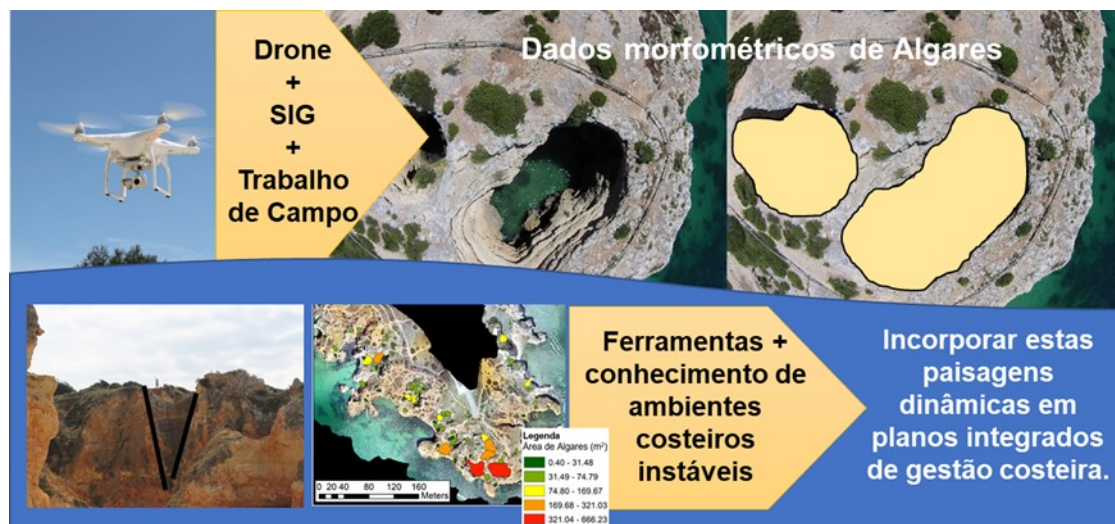 Drone
+
SIG
+
Trabalho
de Campo
Dados morfométricos de Algares
Legenda
Área de Algares (m²)
0.40 - 31.48
31.49 - 74.79
74.80 - 169.67
169.68 - 321.03
321.04 - 666.23
0 20 40 80 120 160
Meters
Ferramentas +
conhecimento de
ambientes
costeiros
instáveis
Incorporar estas
paisagens
dinâmicas em
planos integrados
de gestão costeira.